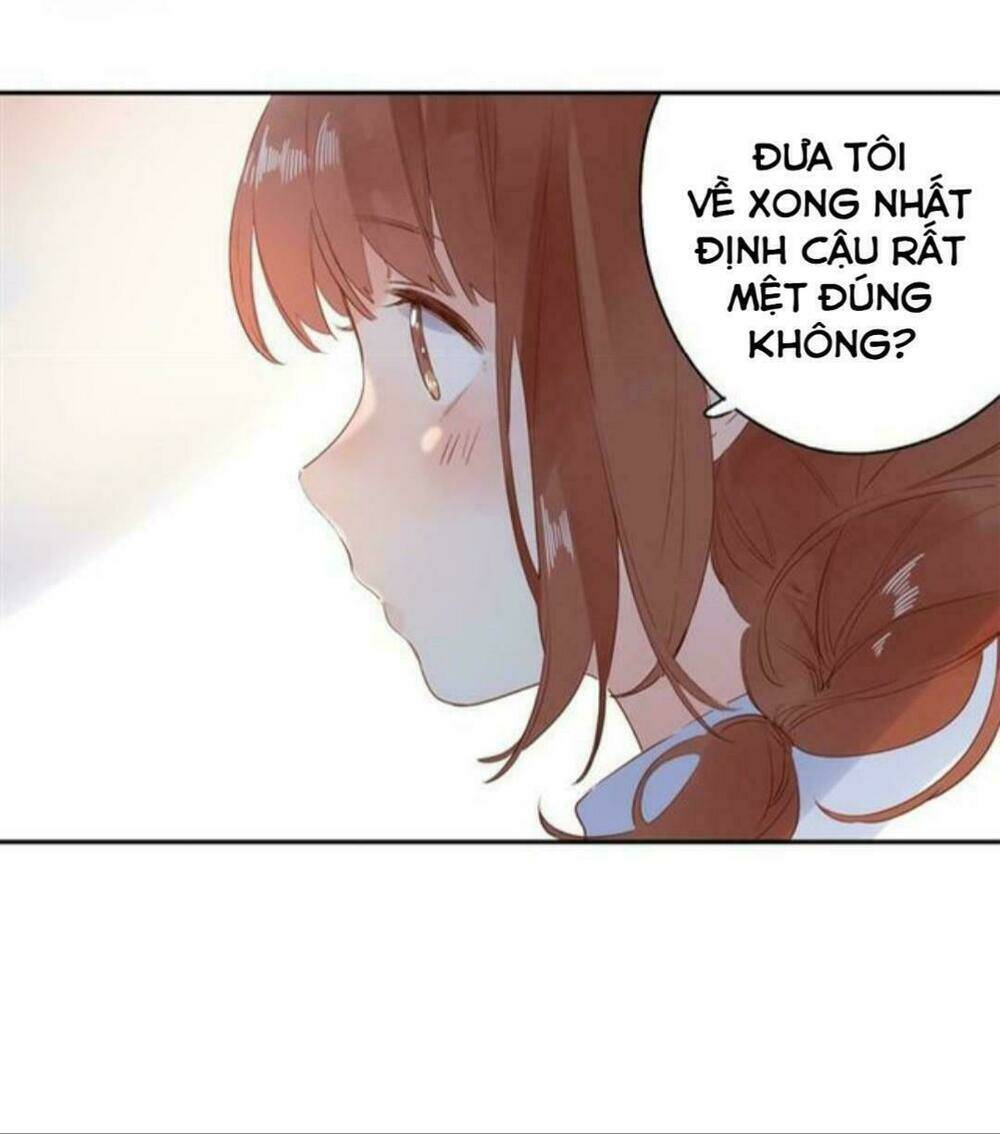 ĐƯA TÔI
VỀ XONG NHẤT
ĐỊNH CẬU RẤT
MỆT ĐÚNG
KHÔNG?